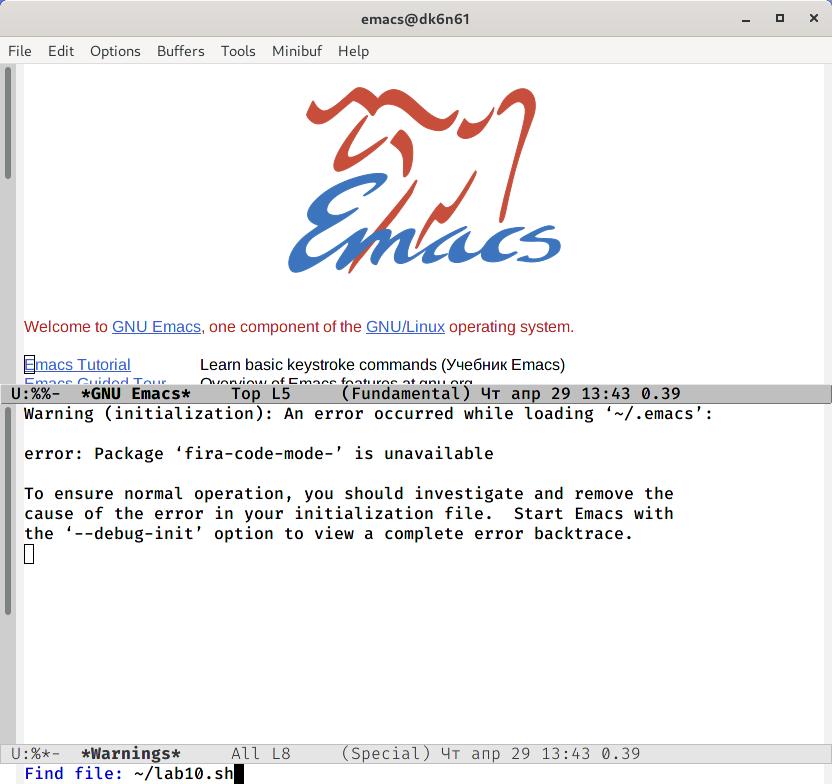 emacs@dk6n61
File Edit Options Buffers Tools Minibuf Help
Emacs
Welcome to GNU Emacs, one component of the GNU/Linux operating system.
Emacs Tutorial Learn basic keystroke commands (Учебник Emacs)
Emacs Guided Tour Overview of Emacs features at gnu.org
U:%%- *GNU Emacs* Top L5 (Fundamental) Чт апр 29 13:43 0.39
Warning (initialization): An error occurred while loading ‘~/.emacs’:
error: Package ‘fira-code-mode-’ is unavailable
To ensure normal operation, you should investigate and remove the
cause of the error in your initialization file. Start Emacs with
the ‘--debug-init’ option to view a complete error backtrace.
U:%*- *Warnings* All L8 (Special) Чт апр 29 13:43 0.39
Find file: ~/lab10.sh